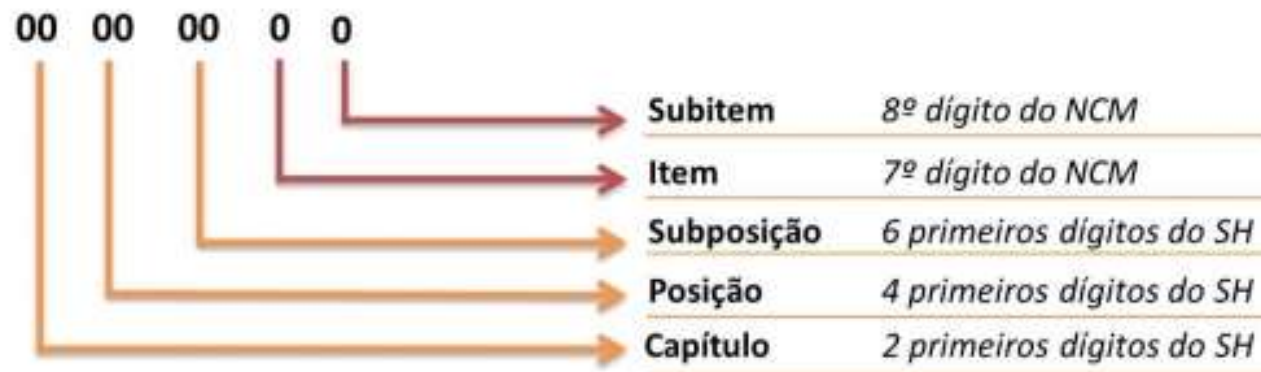 00 00 00 0 0
Subitem 8º dígito do NCM
Item 7º dígito do NCM
Subposição 6 primeiros dígitos do SH
Posição 4 primeiros dígitos do SH
Capítulo 2 primeiros dígitos do SH